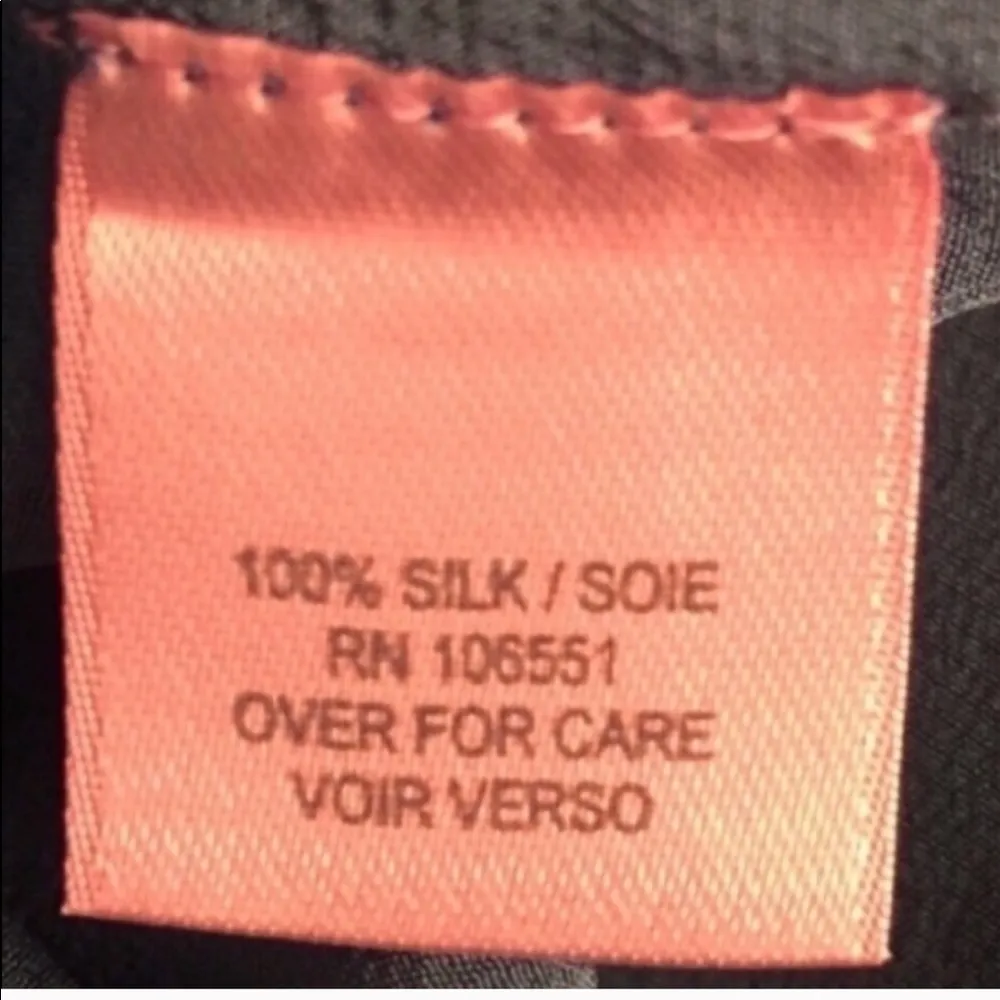 100% SILK / SOIE
RN 106551
OVER FOR CARE
VOIR VERSO